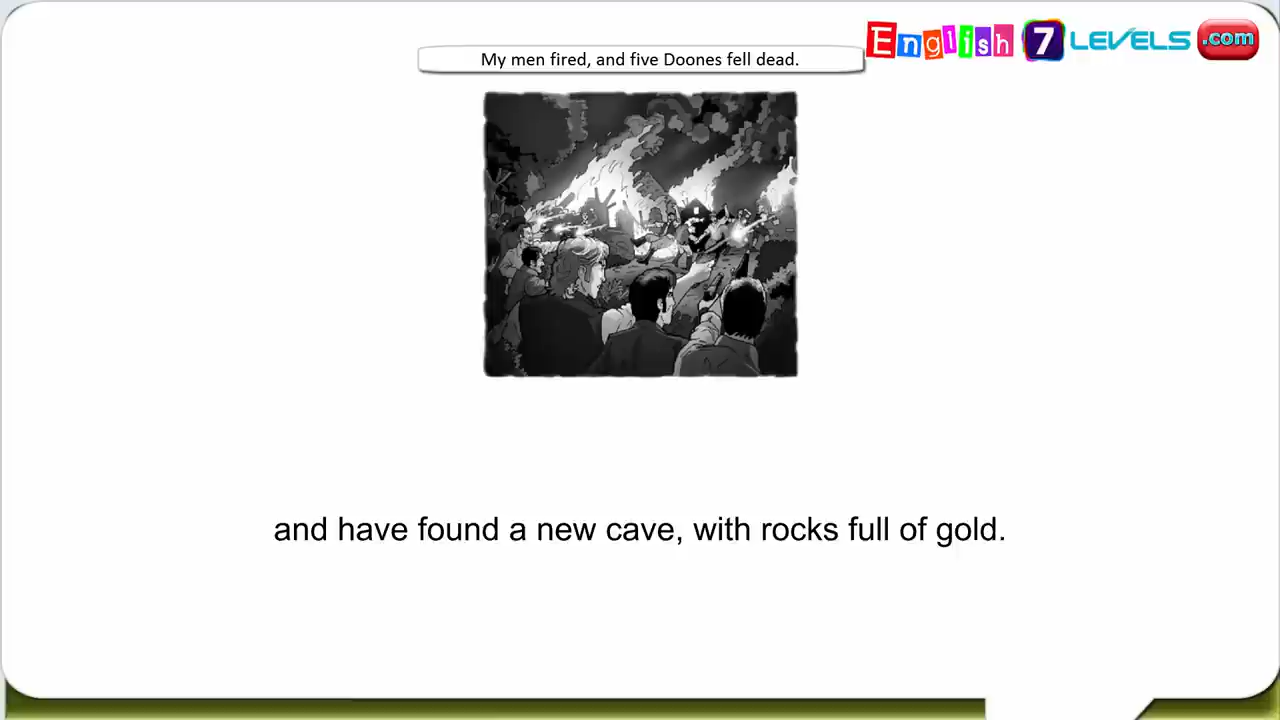 English 7 LEVELS .com
My men fired, and five Doones fell dead.
and have found a new cave, with rocks full of gold.